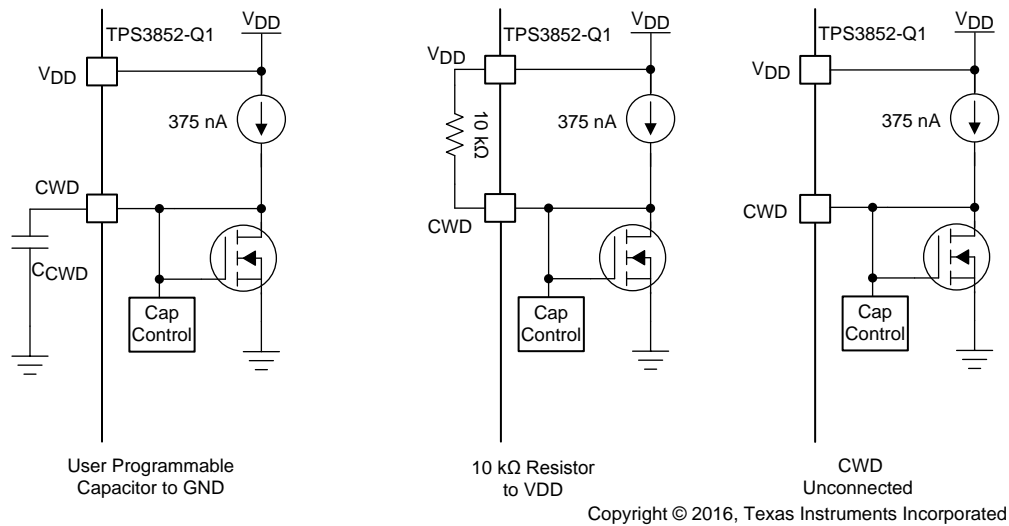 TPS3852-Q1
VDD
VDD
375 nA
CWD
CCWD
Cap
Control
User Programmable
Capacitor to GND
TPS3852-Q1
VDD
VDD
10 kΩ
375 nA
CWD
Cap
Control
10 kΩ Resistor
to VDD
TPS3852-Q1
VDD
VDD
375 nA
CWD
Cap
Control
CWD
Unconnected
Copyright © 2016, Texas Instruments Incorporated